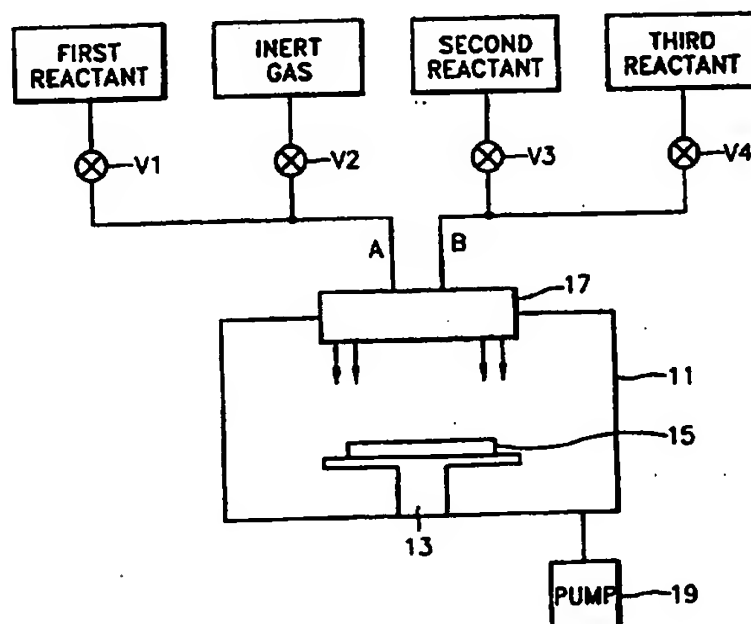 FIRST
REACTANT
INERT
GAS
SECOND
REACTANT
THIRD
REACTANT
V1
V2
V3
V4
A
B
17
11
15
13
PUMP
19